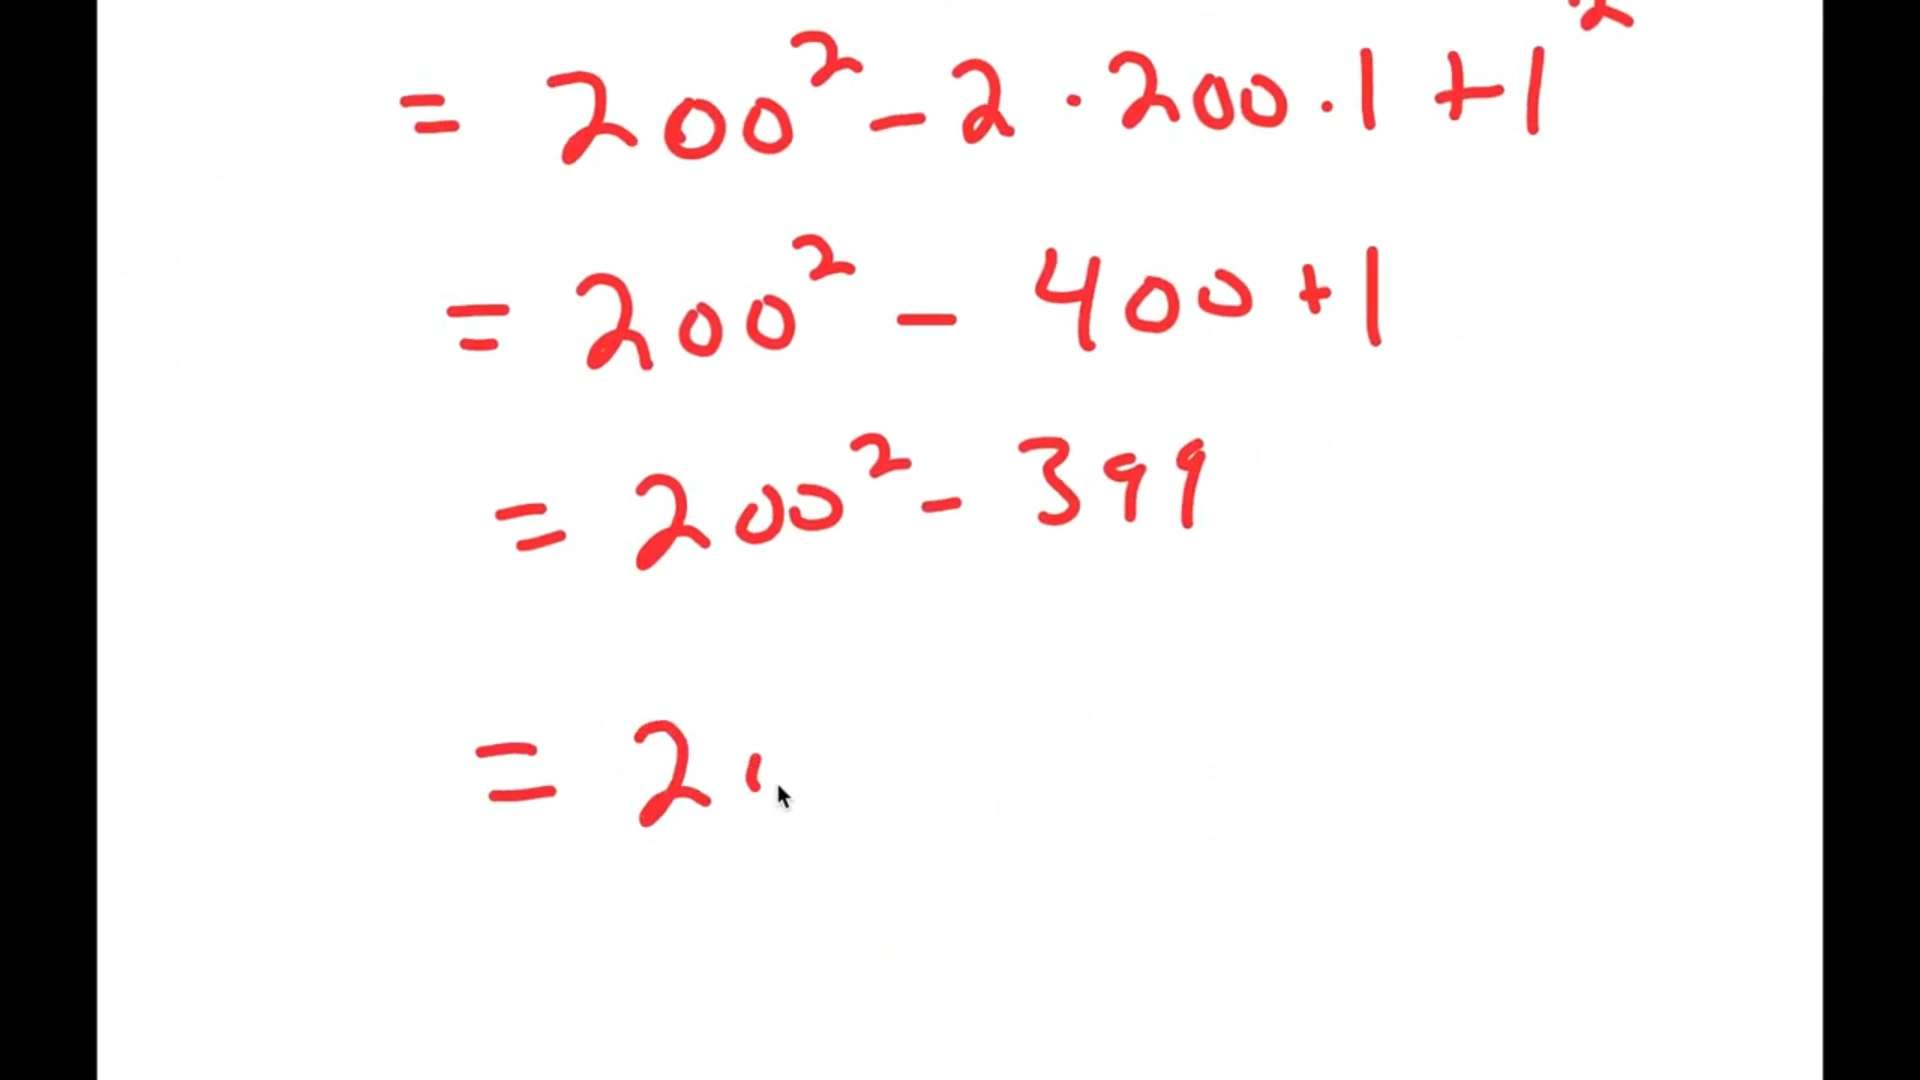 = 200² - 2 · 200 · 1 + 1²
= 200² - 400 + 1
= 200² - 399
= 2